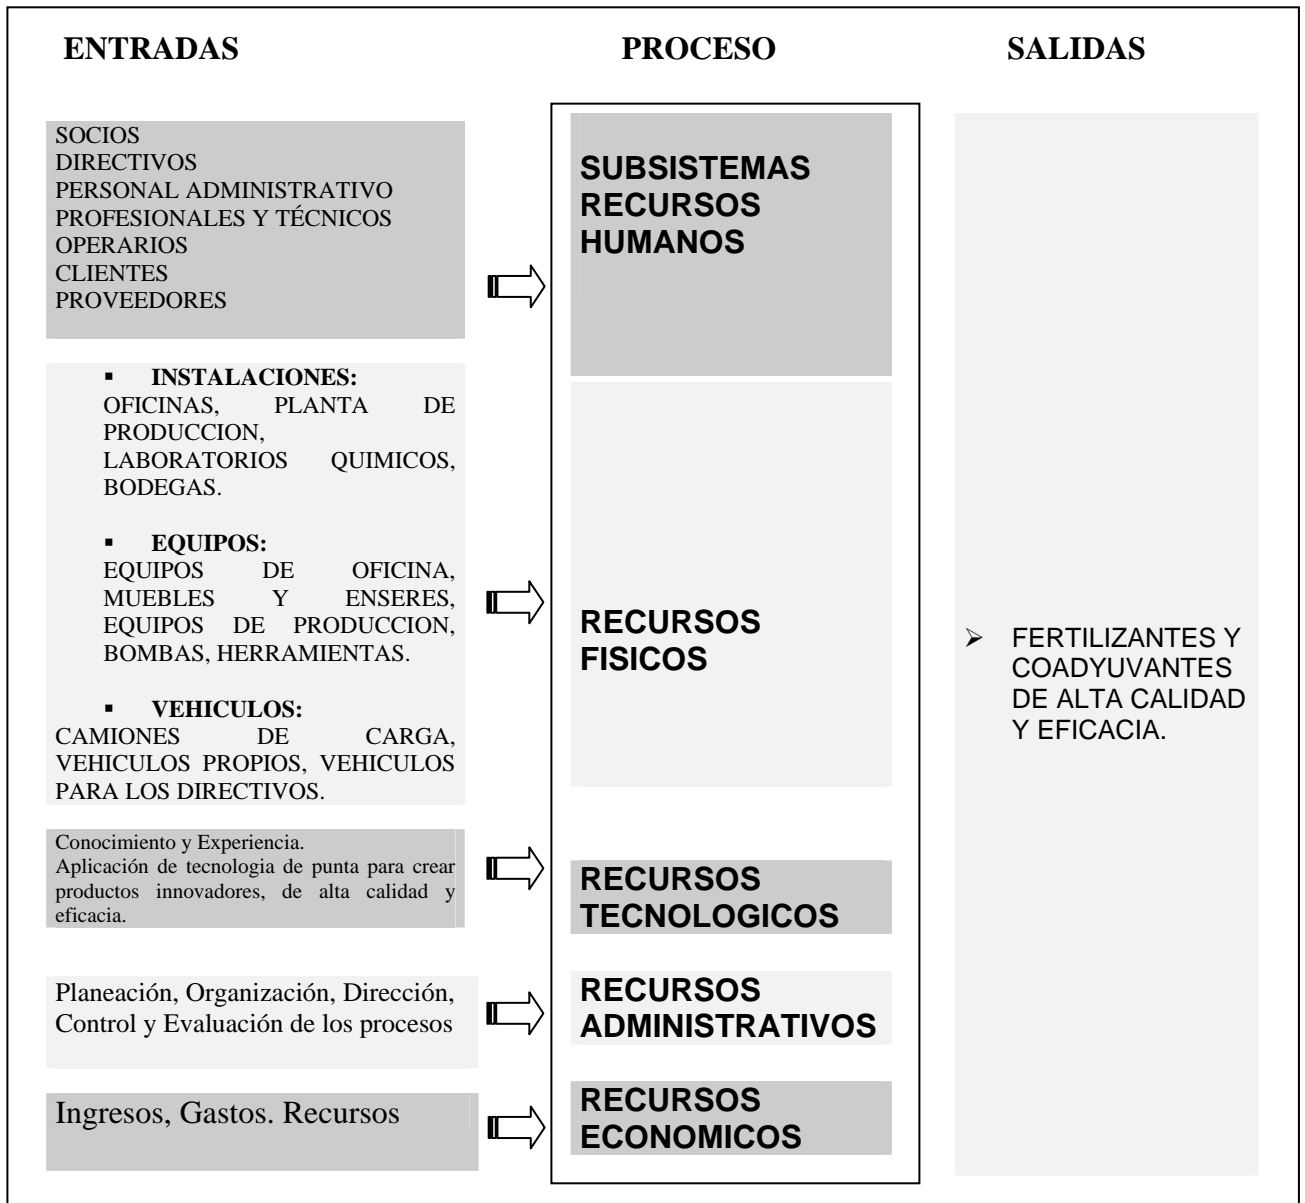 ENTRADAS
PROCESO
SALIDAS
SOCIOS
DIRECTIVOS
PERSONAL ADMINISTRATIVO
PROFESIONALES Y TÉCNICOS
OPERARIOS
CLIENTES
PROVEEDORES
SUBSISTEMAS
RECURSOS
HUMANOS
▪ INSTALACIONES:
OFICINAS, PLANTA DE
PRODUCCION,
LABORATORIOS QUIMICOS,
BODEGAS.
▪ EQUIPOS:
EQUIPOS DE OFICINA,
MUEBLES Y ENSERES,
EQUIPOS DE PRODUCCION,
BOMBAS, HERRAMIENTAS.
▪ VEHICULOS:
CAMIONES DE CARGA,
VEHICULOS PROPIOS, VEHICULOS
PARA LOS DIRECTIVOS.
RECURSOS
FISICOS
➢ FERTILIZANTES Y
COADYUVANTES
DE ALTA CALIDAD
Y EFICACIA.
Conocimiento y Experiencia.
Aplicación de tecnologia de punta para crear
productos innovadores, de alta calidad y
eficacia.
RECURSOS
TECNOLOGICOS
Planeación, Organización, Dirección,
Control y Evaluación de los procesos
RECURSOS
ADMINISTRATIVOS
Ingresos, Gastos. Recursos
RECURSOS
ECONOMICOS